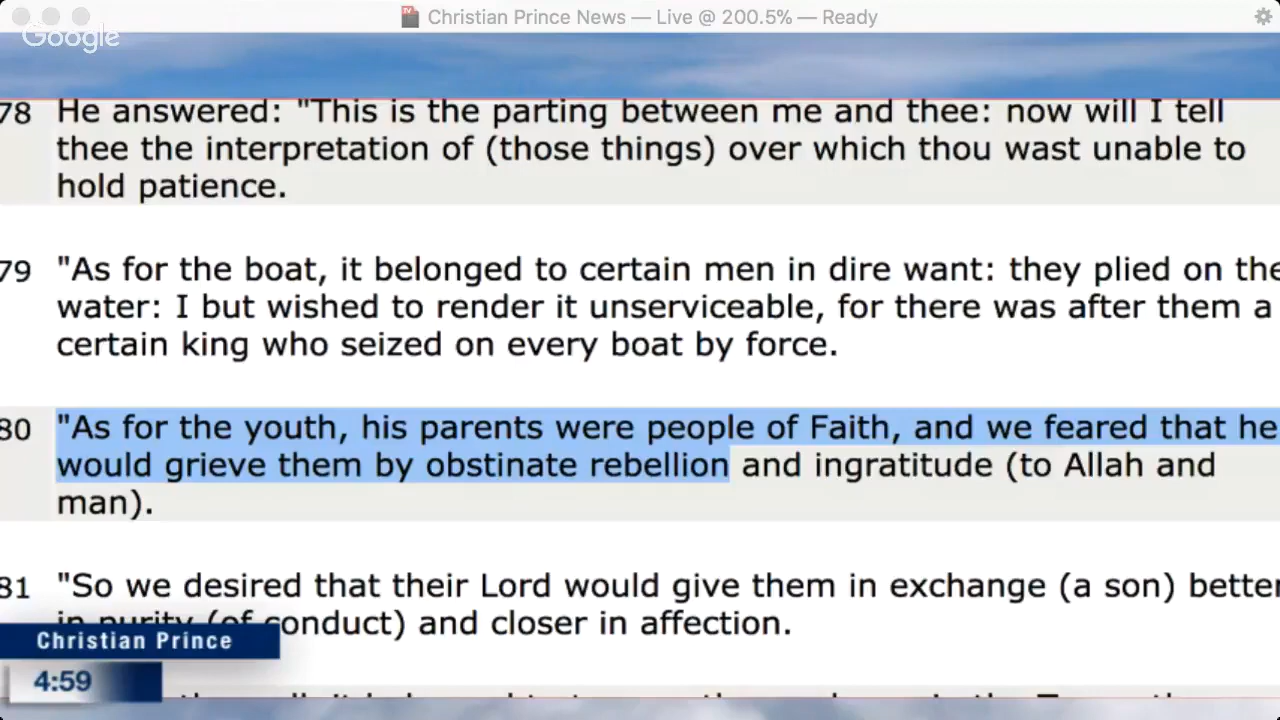 Christian Prince News — Live @ 200.5% — Ready
Google
78 He answered: "This is the parting between me and thee: now will I tell
thee the interpretation of (those things) over which thou wast unable to
hold patience.
79 "As for the boat, it belonged to certain men in dire want: they plied on the
water: I but wished to render it unserviceable, for there was after them a
certain king who seized on every boat by force.
80 "As for the youth, his parents were people of Faith, and we feared that he
would grieve them by obstinate rebellion and ingratitude (to Allah and
man).
81 "So we desired that their Lord would give them in exchange (a son) better
in purity (of conduct) and closer in affection.
Christian Prince
4:59